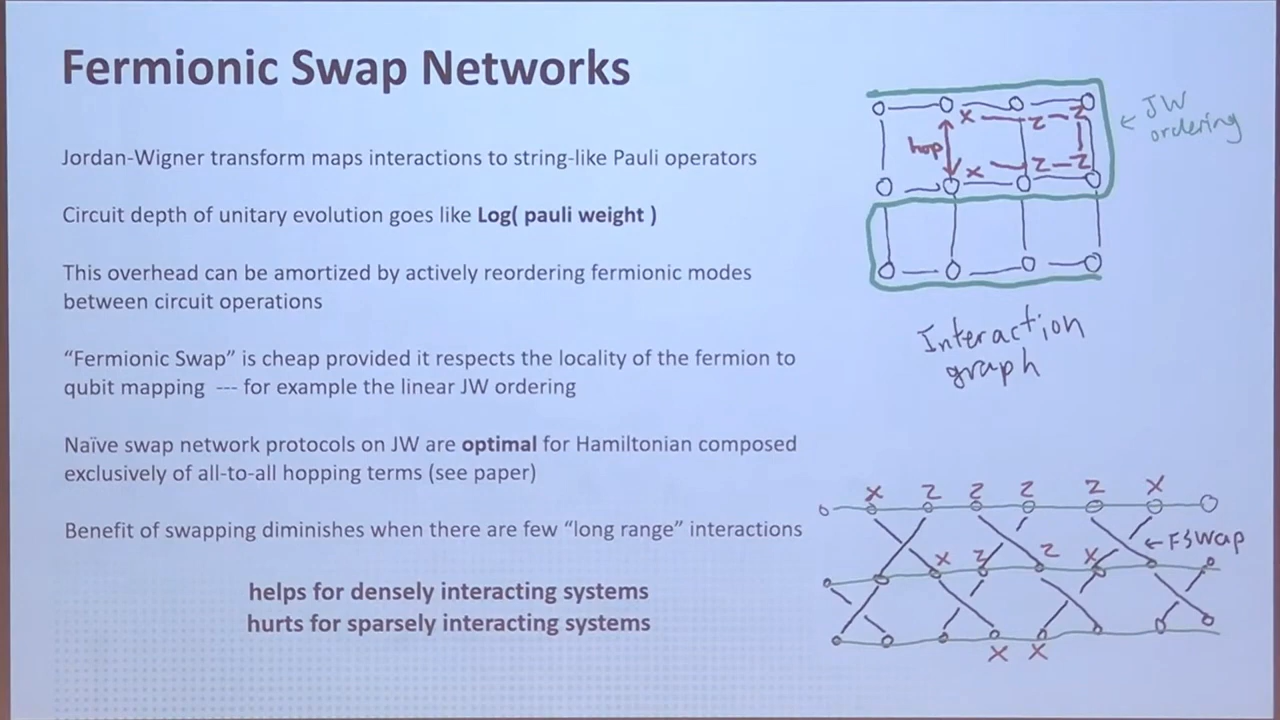 Fermionic Swap Networks
Jordan-Wigner transform maps interactions to string-like Pauli operators
Circuit depth of unitary evolution goes like Log( pauli weight )
This overhead can be amortized by actively reordering fermionic modes
between circuit operations
“Fermionic Swap” is cheap provided it respects the locality of the fermion to
qubit mapping --- for example the linear JW ordering
Naïve swap network protocols on JW are optimal for Hamiltonian composed
exclusively of all-to-all hopping terms (see paper)
Benefit of swapping diminishes when there are few “long range” interactions
helps for densely interacting systems
hurts for sparsely interacting systems
X Z Z
hop
X Z Z
← JW
ordering
Interaction
graph
X Z Z Z Z X
← FSwap
X Z Z X
X X